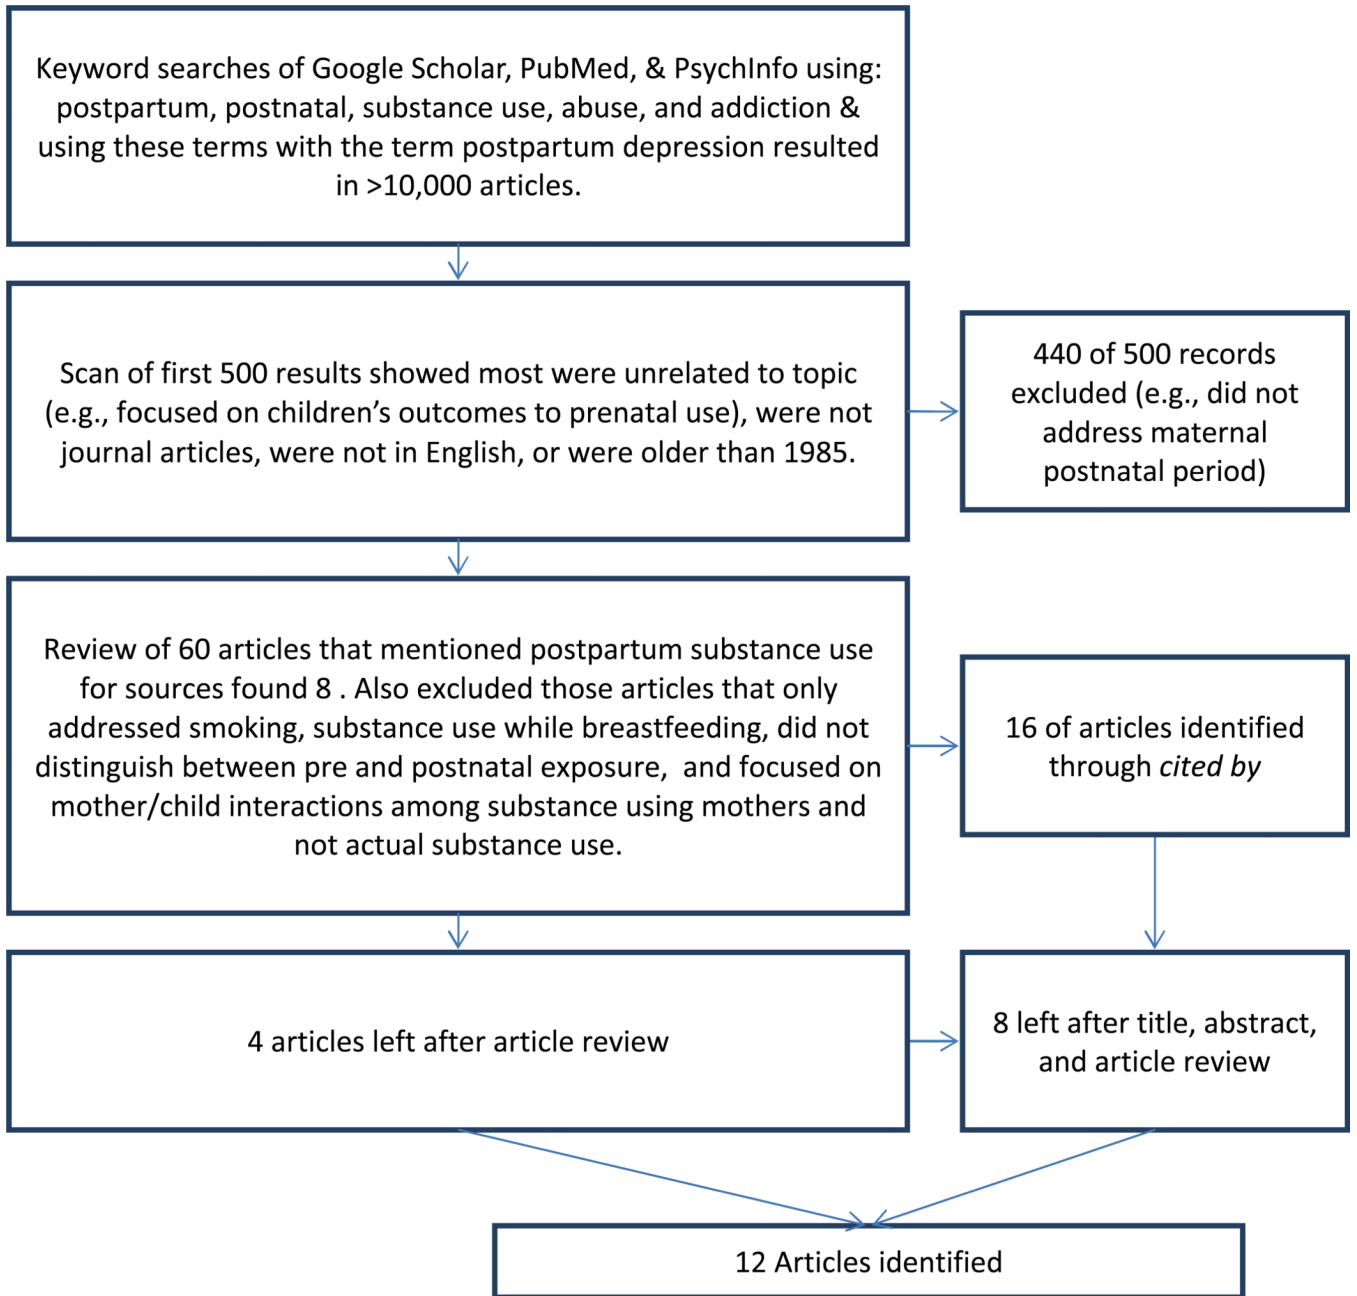 Keyword searches of Google Scholar, PubMed, & PsychInfo using:
postpartum, postnatal, substance use, abuse, and addiction &
using these terms with the term postpartum depression resulted
in >10,000 articles.
Scan of first 500 results showed most were unrelated to topic
(e.g., focused on children’s outcomes to prenatal use), were not
journal articles, were not in English, or were older than 1985.
440 of 500 records
excluded (e.g., did not
address maternal
postnatal period)
Review of 60 articles that mentioned postpartum substance use
for sources found 8 . Also excluded those articles that only
addressed smoking, substance use while breastfeeding, did not
distinguish between pre and postnatal exposure, and focused on
mother/child interactions among substance using mothers and
not actual substance use.
16 of articles identified
through cited by
4 articles left after article review
8 left after title, abstract,
and article review
12 Articles identified